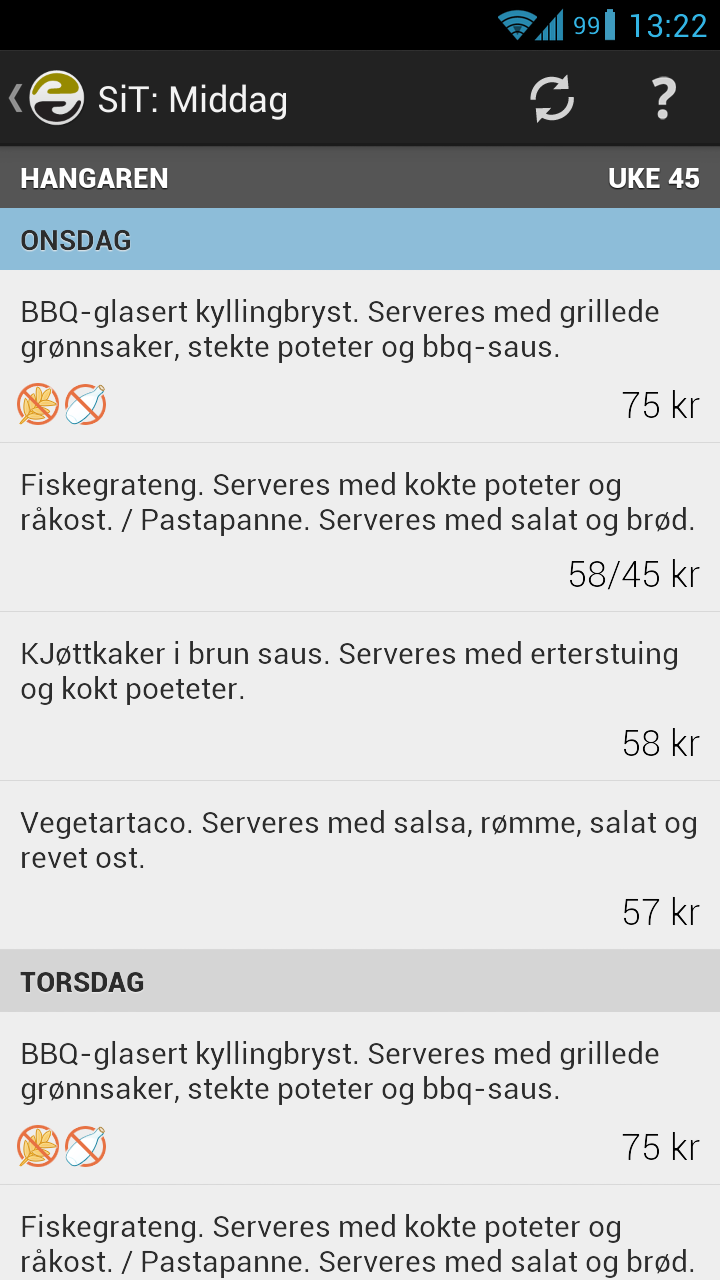 99 13:22
SiT: Middag ?
HANGAREN UKE 45
ONSDAG
BBQ-glasert kyllingbryst. Serveres med grillede
grønnsaker, stekte poteter og bbq-saus.
75 kr
Fiskegrateng. Serveres med kokte poteter og
råkost. / Pastapanne. Serveres med salat og brød.
58/45 kr
KJøttkaker i brun saus. Serveres med erterstuing
og kokt poeteter.
58 kr
Vegetartaco. Serveres med salsa, rømme, salat og
revet ost.
57 kr
TORSDAG
BBQ-glasert kyllingbryst. Serveres med grillede
grønnsaker, stekte poteter og bbq-saus.
75 kr
Fiskegrateng. Serveres med kokte poteter og
råkost. / Pastapanne. Serveres med salat og brød.